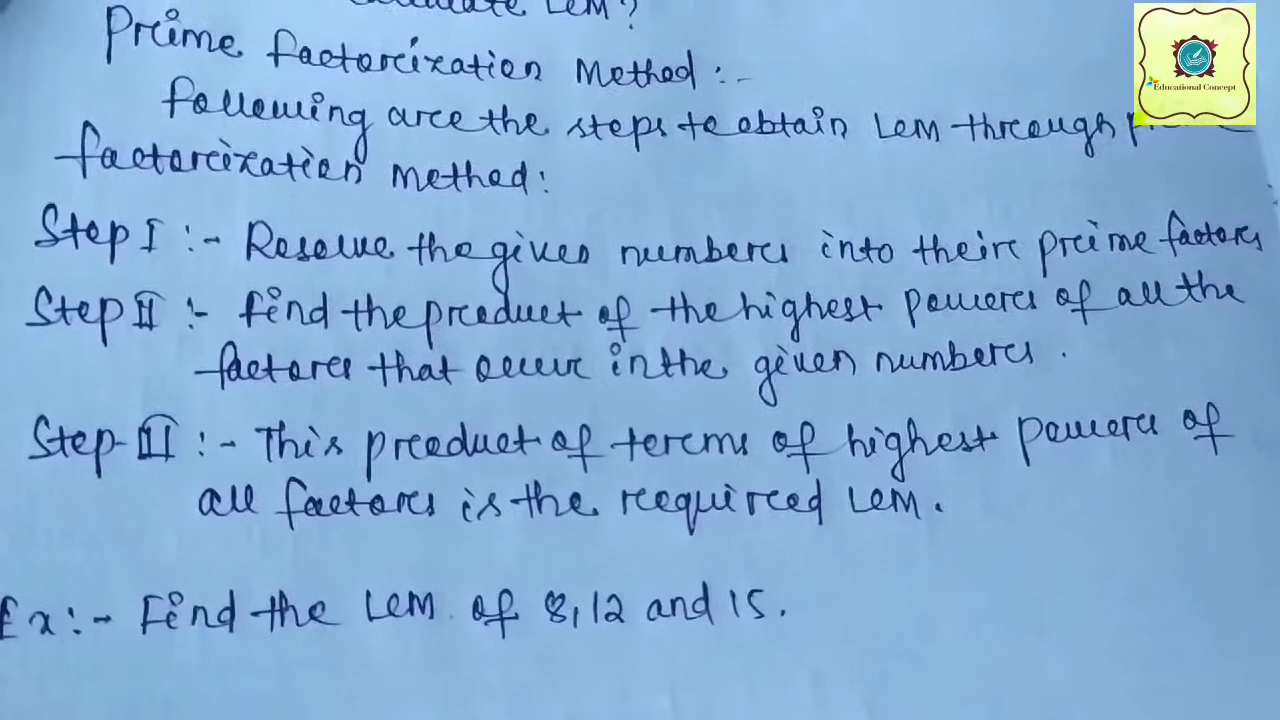 Calculate LCM?
Prime factorization Method :-
Educational Concept
Following are the steps to obtain LCM through
factorization Method:
Step I :- Resolve the given numbers into their prime factors
Step II :- Find the product of the highest powers of all the
factors that occur in the given numbers.
Step-III :- This product of terms of highest powers of
all factors is the required LCM.
Ex:- Find the LCM of 8,12 and 15.